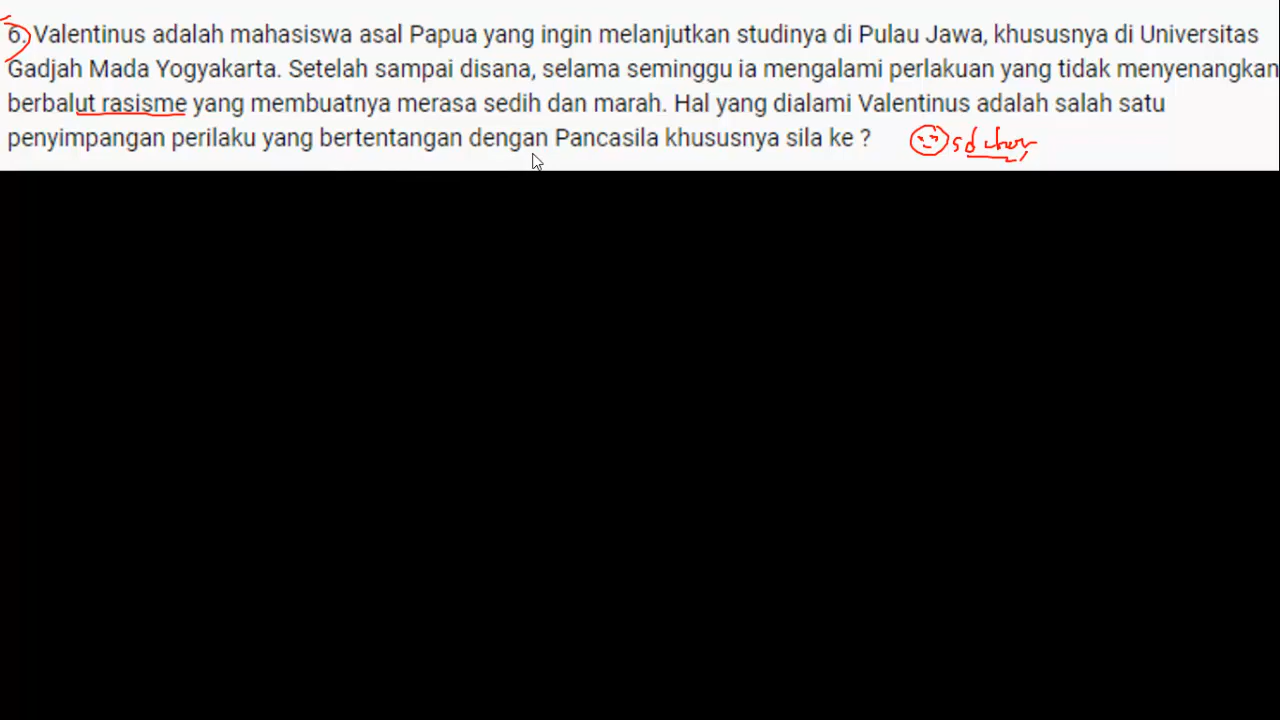 6. Valentinus adalah mahasiswa asal Papua yang ingin melanjutkan studinya di Pulau Jawa, khususnya di Universitas
Gadjah Mada Yogyakarta. Setelah sampai disana, selama seminggu ia mengalami perlakuan yang tidak menyenangkan
berbalut rasisme yang membuatnya merasa sedih dan marah. Hal yang dialami Valentinus adalah salah satu
penyimpangan perilaku yang bertentangan dengan Pancasila khususnya sila ke ?